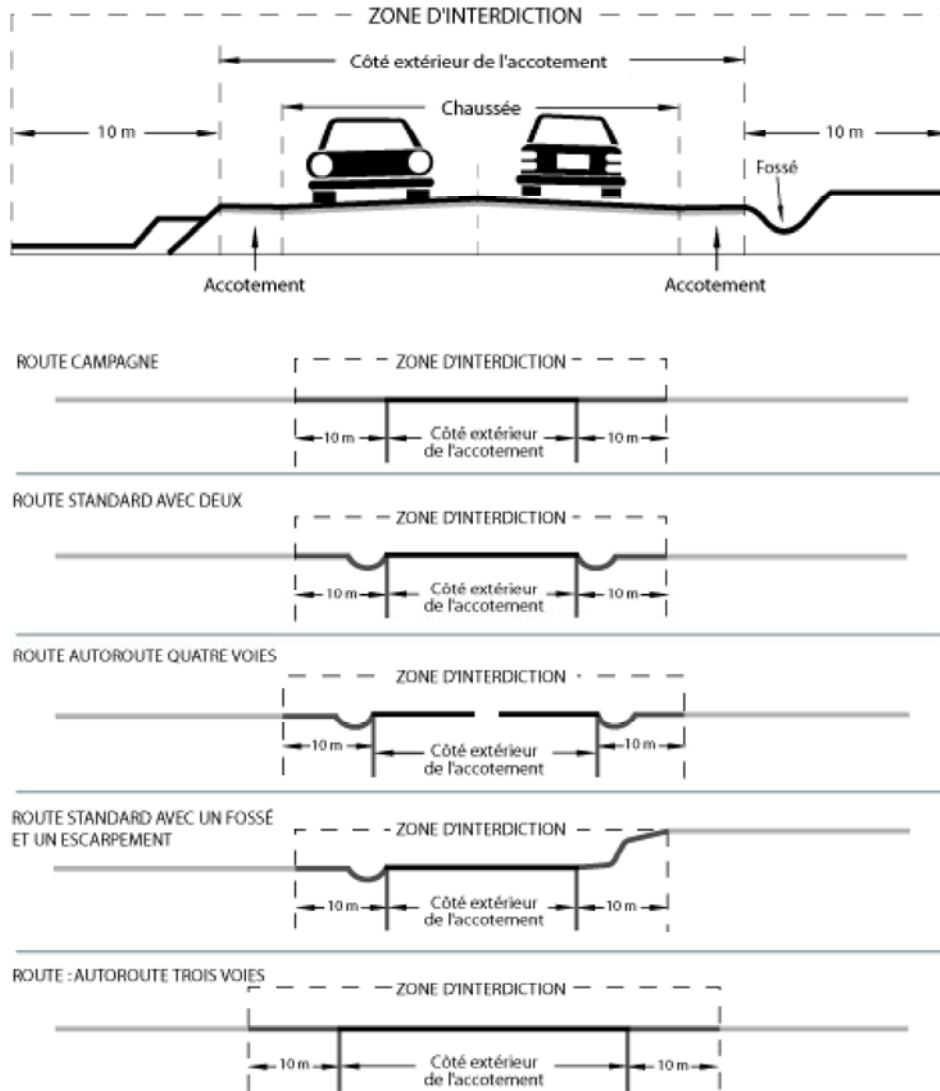 ZONE D'INTERDICTION
Côté extérieur de l'accotement
Chaussée
10 m
10 m
Fossé
Accotement
Accotement
ROUTE CAMPAGNE
ZONE D'INTERDICTION
10 m
Côté extérieur
de l'accotement
10 m
ROUTE STANDARD AVEC DEUX
ZONE D'INTERDICTION
10 m
Côté extérieur
de l'accotement
10 m
ROUTE AUTOROUTE QUATRE VOIES
ZONE D'INTERDICTION
10 m
Côté extérieur
de l'accotement
10 m
ROUTE STANDARD AVEC UN FOSSÉ
ET UN ESCARPEMENT
ZONE D'INTERDICTION
10 m
Côté extérieur
de l'accotement
10 m
ROUTE : AUTOROUTE TROIS VOIES
ZONE D'INTERDICTION
10 m
Côté extérieur
de l'accotement
10 m